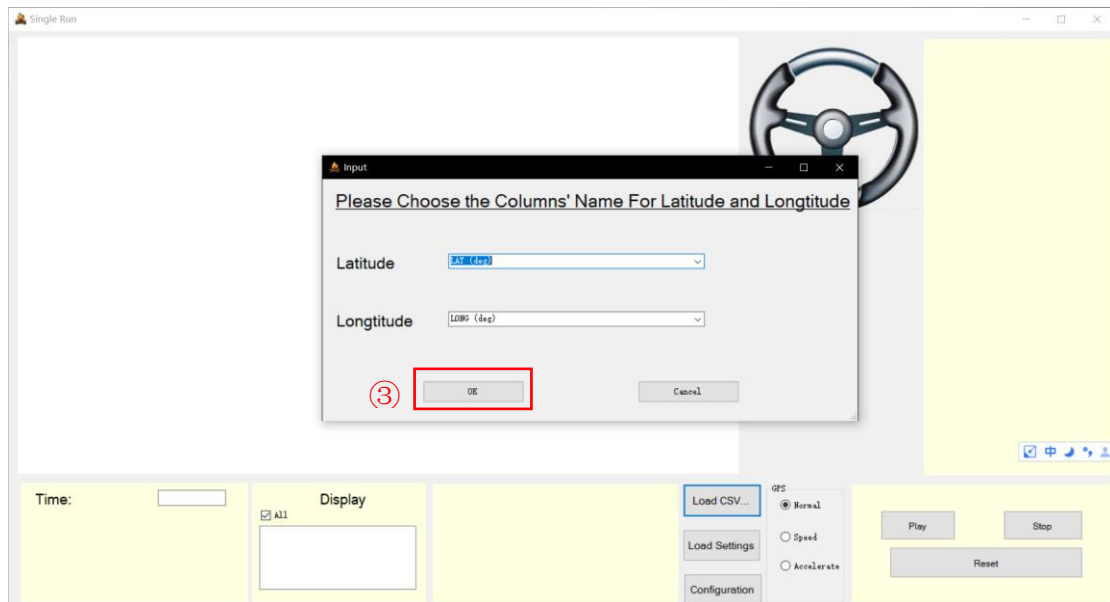 Single Run
Input
Please Choose the Columns' Name For Latitude and Longtitude
Latitude
LAT (deg)
Longtitude
LONG (deg)
③
OK
Cancel
中
Time:
Display
All
Load CSV...
Load Settings
Configuration
GPS
Normal
Speed
Accelerate
Play
Stop
Reset